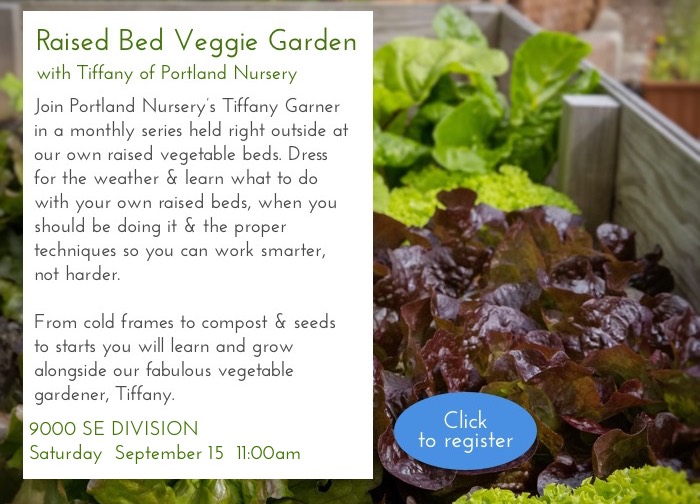 Raised Bed Veggie Garden
with Tiffany of Portland Nursery
Join Portland Nursery's Tiffany Garner
in a monthly series held right outside at
our own raised vegetable beds. Dress
for the weather & learn what to do
with your own raised beds, when you
should be doing it & the proper
techniques so you can work smarter,
not harder.
From cold frames to compost & seeds
to starts you will learn and grow
alongside our fabulous vegetable
gardener, Tiffany.
9000 SE DIVISION
Saturday September 15 11:00am
Click
to register